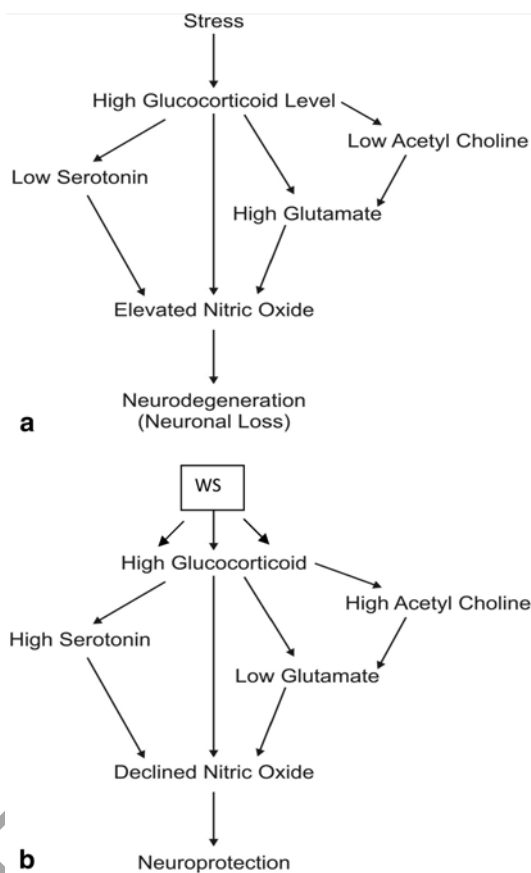 Stress
High Glucocorticoid Level
Low Acetyl Choline
Low Serotonin
High Glutamate
Elevated Nitric Oxide
Neurodegeneration
(Neuronal Loss)
a
WS
High Glucocorticoid
High Acetyl Choline
High Serotonin
Low Glutamate
Declined Nitric Oxide
Neuroprotection
b